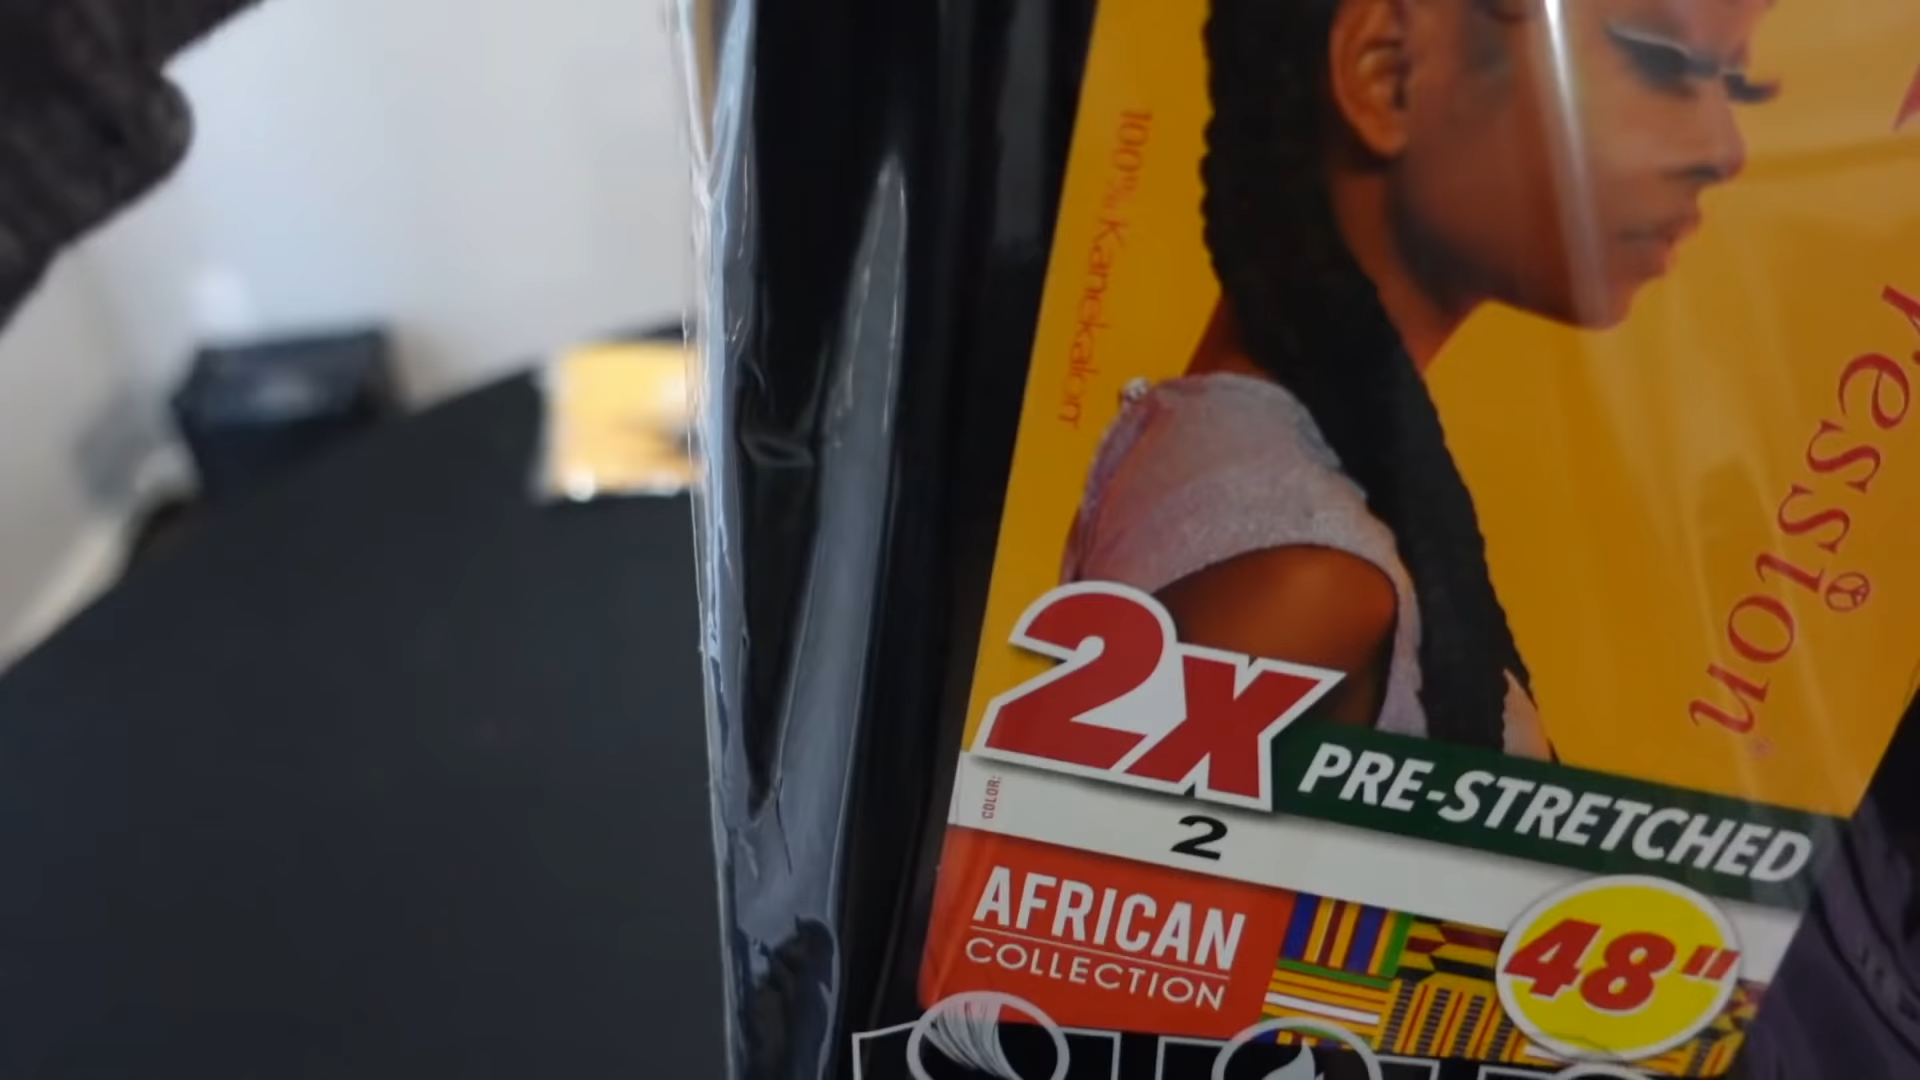 100% Kanekalon
ression
2X
PRE-STRETCHED
COLOR:
2
AFRICAN
COLLECTION
48"